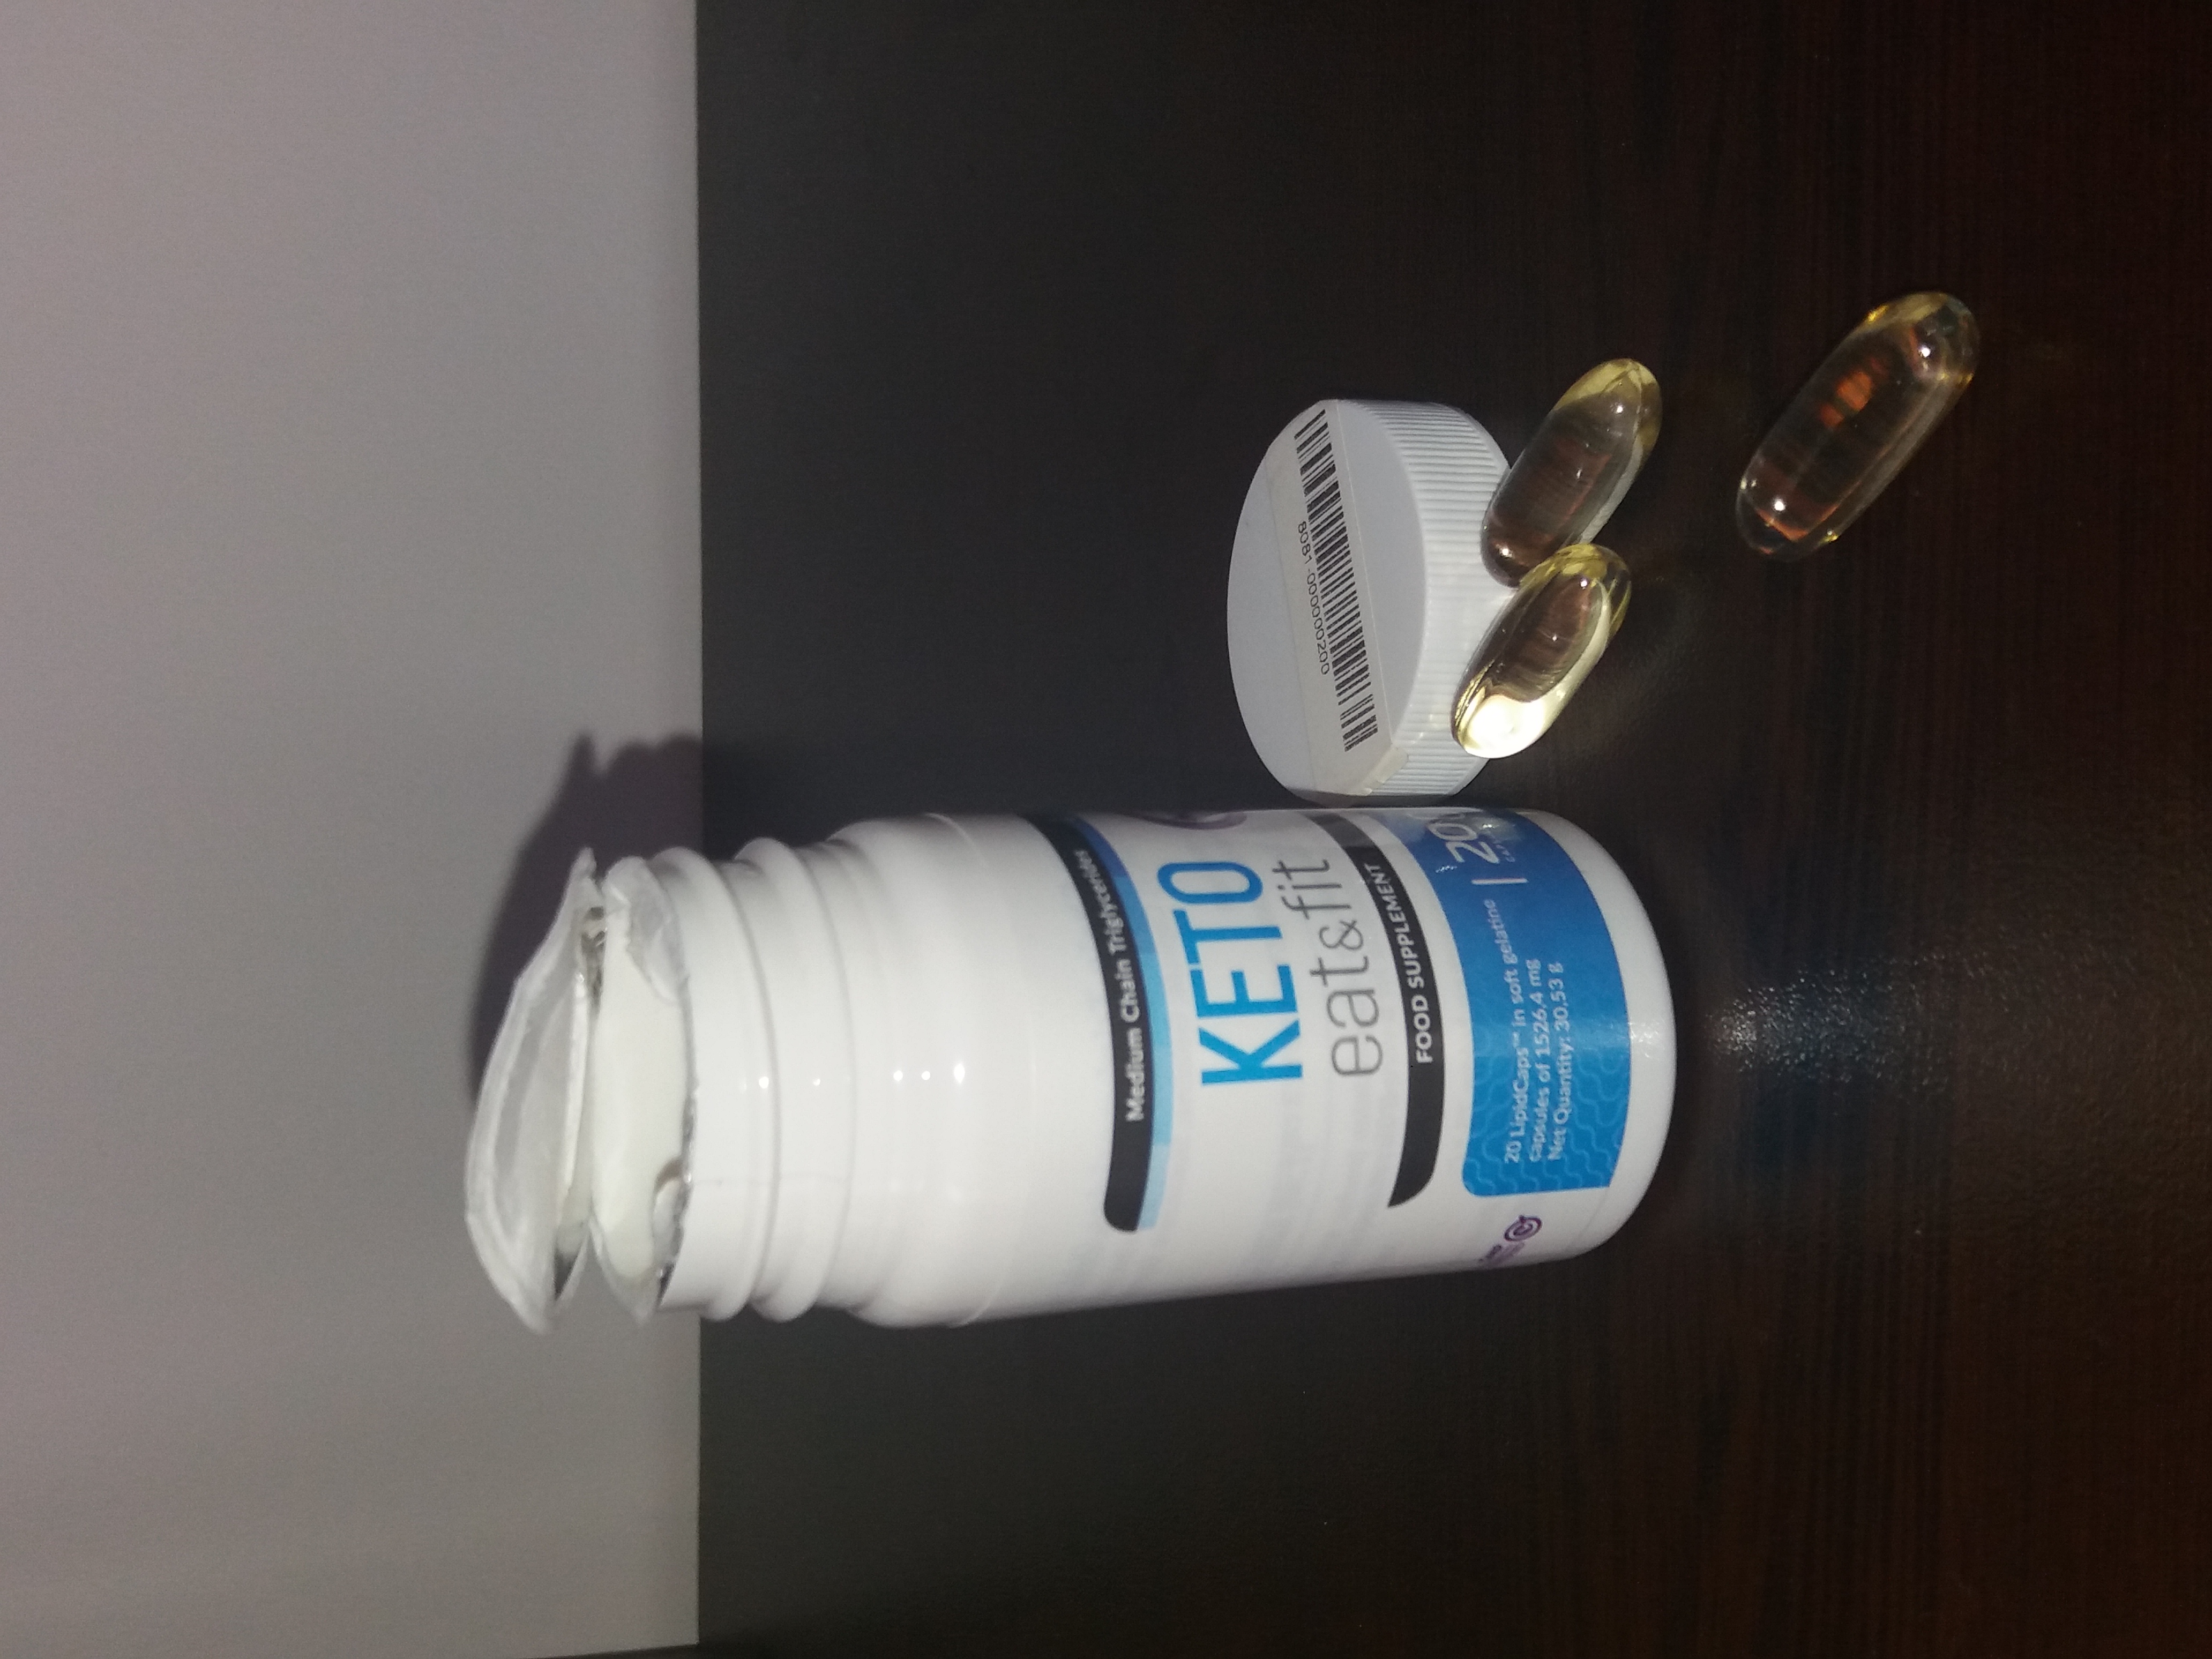 Medium Chain Triglycerides
KETO
eat&fit
FOOD SUPPLEMENT
20 LipidCaps™ in soft gelatine
capsules of 1526,4 mg
Net Quantity: 30,53 g
20
8081-000000200